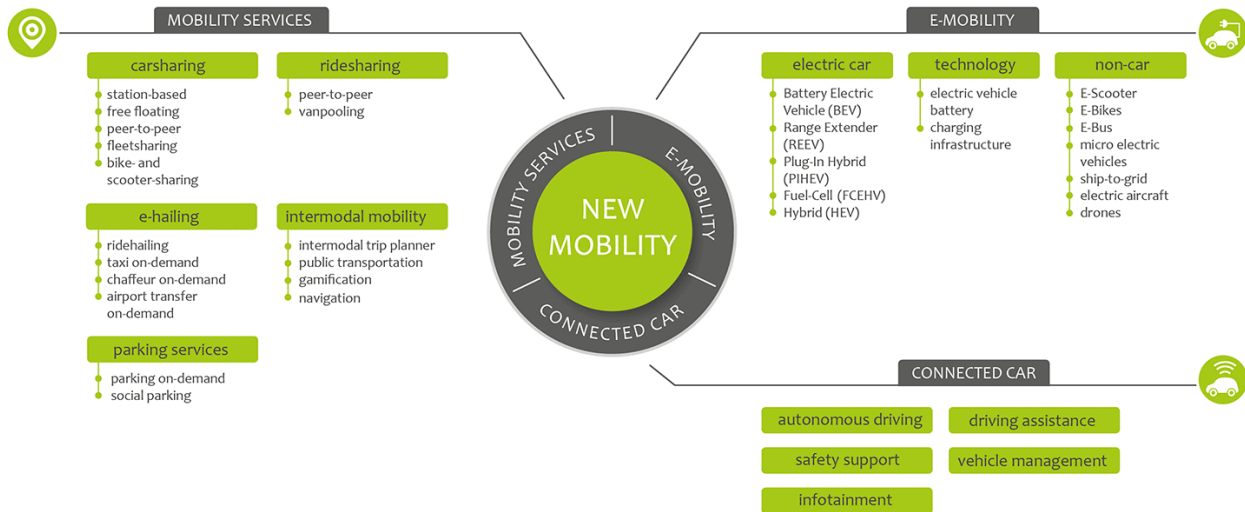 MOBILITY SERVICES
carsharing
station-based
free floating
peer-to-peer
fleetsharing
bike- and
scooter-sharing
ridesharing
peer-to-peer
vanpooling
e-hailing
ridehailing
taxi on-demand
chaffeur on-demand
airport transfer
on-demand
intermodal mobility
intermodal trip planner
public transportation
gamification
navigation
parking services
parking on-demand
social parking
MOBILITY SERVICES
E-MOBILITY
CONNECTED CAR
NEW
MOBILITY
E-MOBILITY
electric car
Battery Electric
Vehicle (BEV)
Range Extender
(REEV)
Plug-In Hybrid
(PIHEV)
Fuel-Cell (FCEHV)
Hybrid (HEV)
technology
electric vehicle
battery
charging
infrastructure
non-car
E-Scooter
E-Bikes
E-Bus
micro electric
vehicles
ship-to-grid
electric aircraft
drones
CONNECTED CAR
autonomous driving
driving assistance
safety support
vehicle management
infotainment